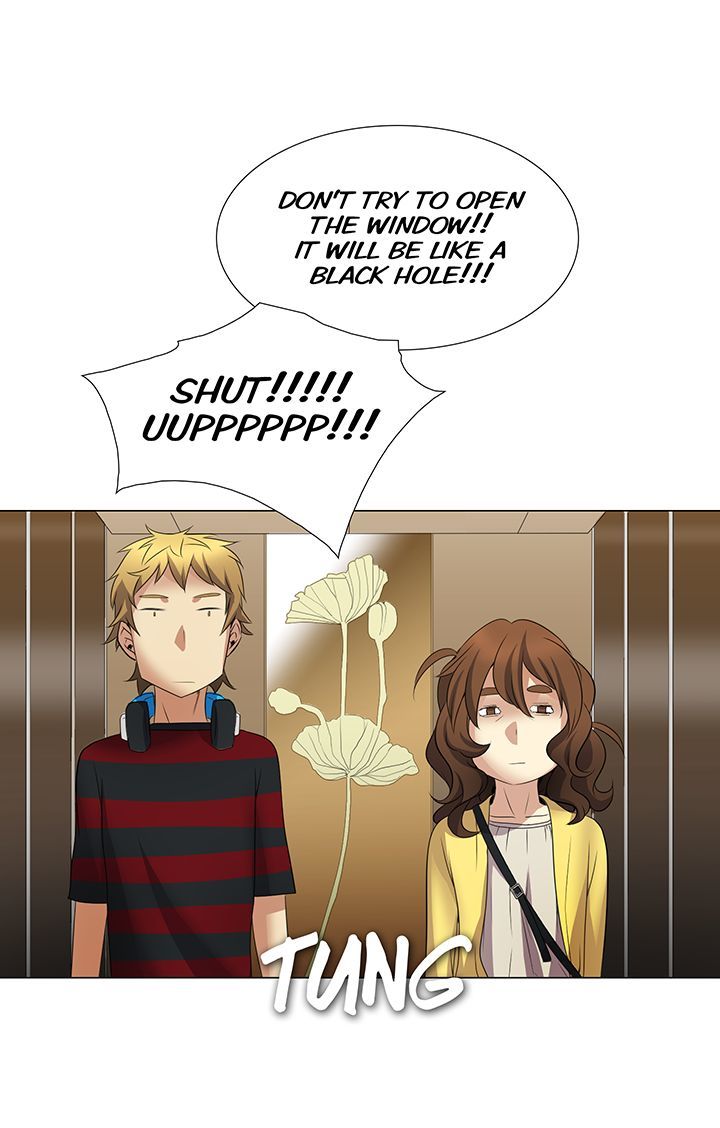 DON'T TRY TO OPEN
THE WINDOW!!
IT WILL BE LIKE A
BLACK HOLE!!!
SHUT!!!!!
UUPPPPPP!!!
TUNG